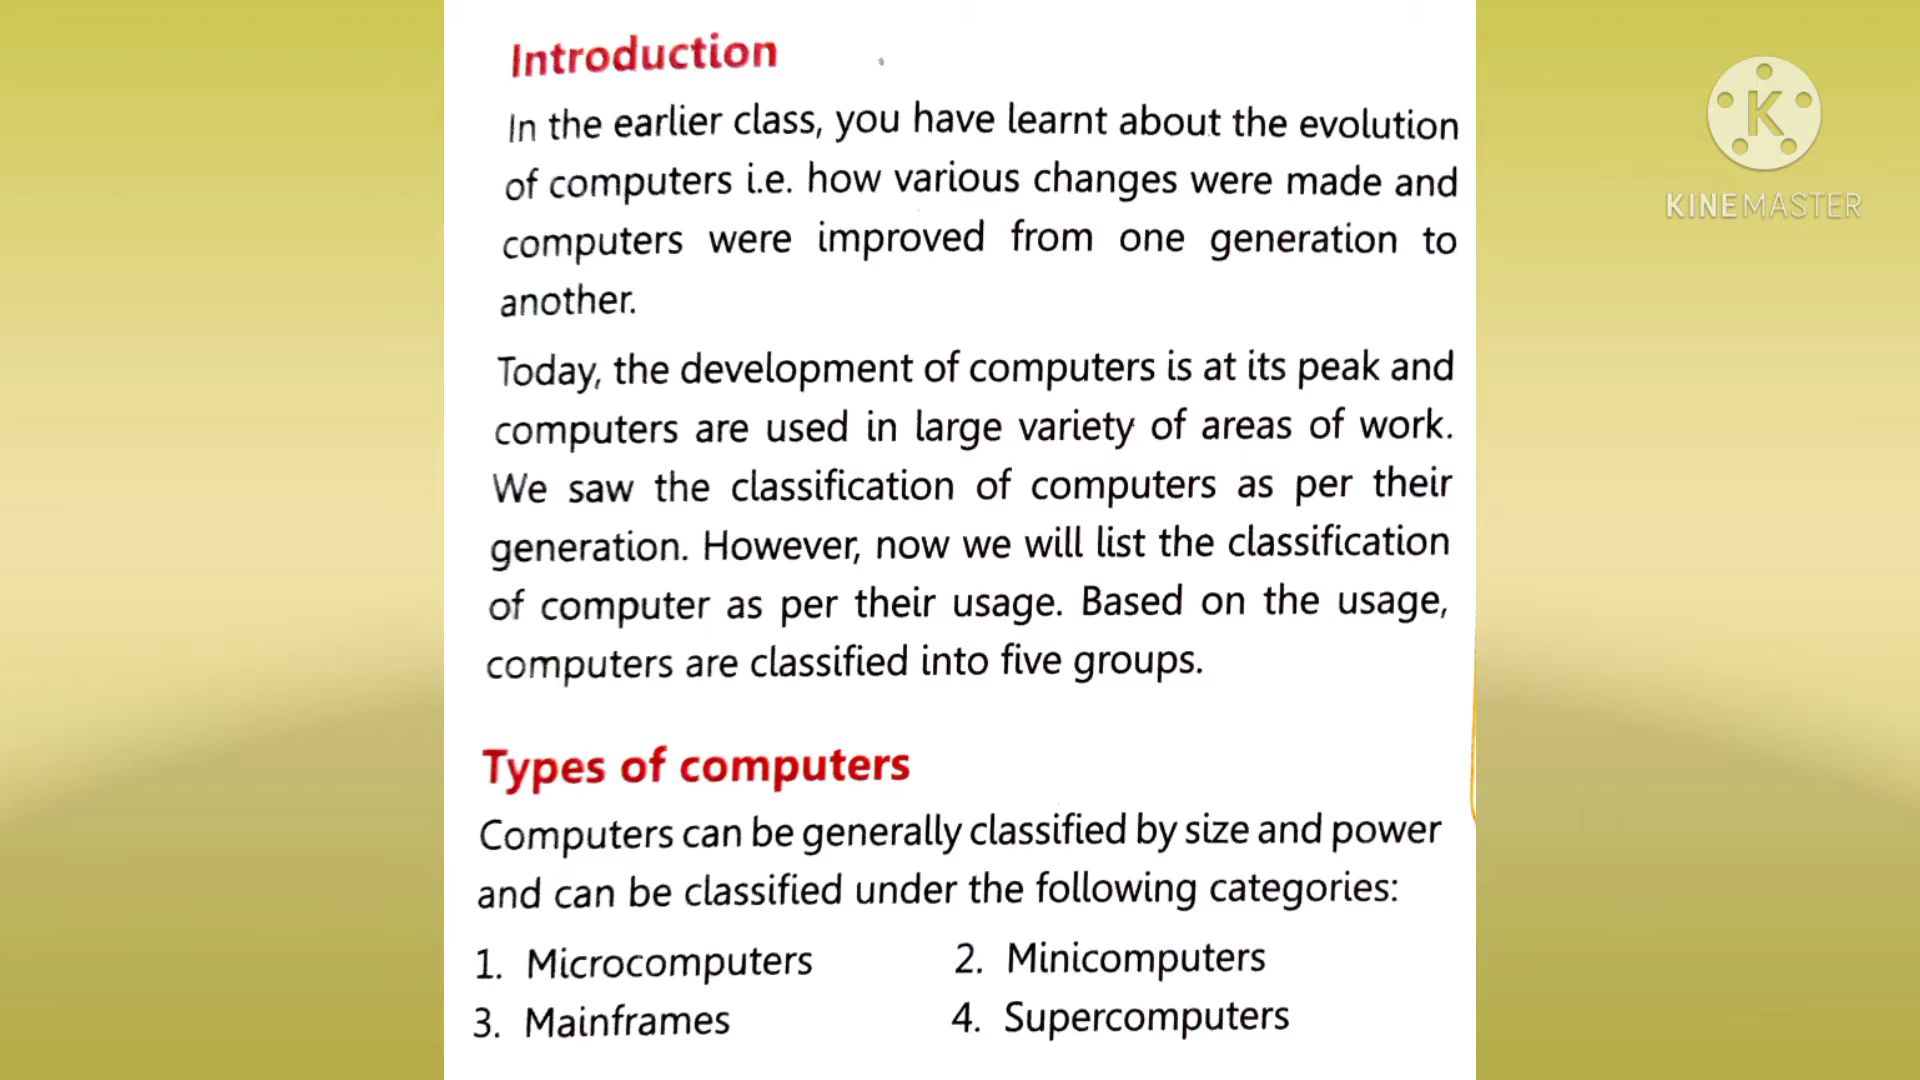 Introduction
In the earlier class, you have learnt about the evolution
of computers i.e. how various changes were made and
computers were improved from one generation to
another.
Today, the development of computers is at its peak and
computers are used in large variety of areas of work.
We saw the classification of computers as per their
generation. However, now we will list the classification
of computer as per their usage. Based on the usage,
computers are classified into five groups.
Types of computers
Computers can be generally classified by size and power
and can be classified under the following categories:
1. Microcomputers 2. Minicomputers
3. Mainframes 4. Supercomputers
K
KINEMASTER